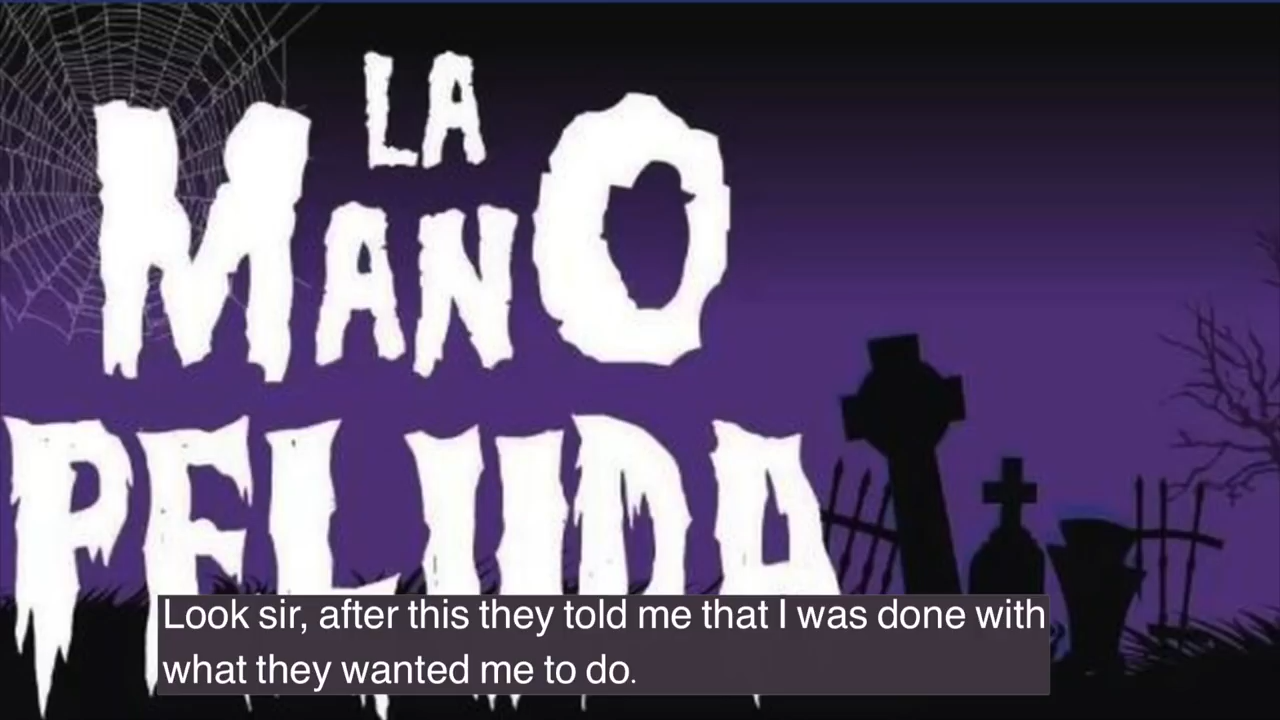 LA
MANO
PELUDA
Look sir, after this they told me that I was done with
what they wanted me to do.